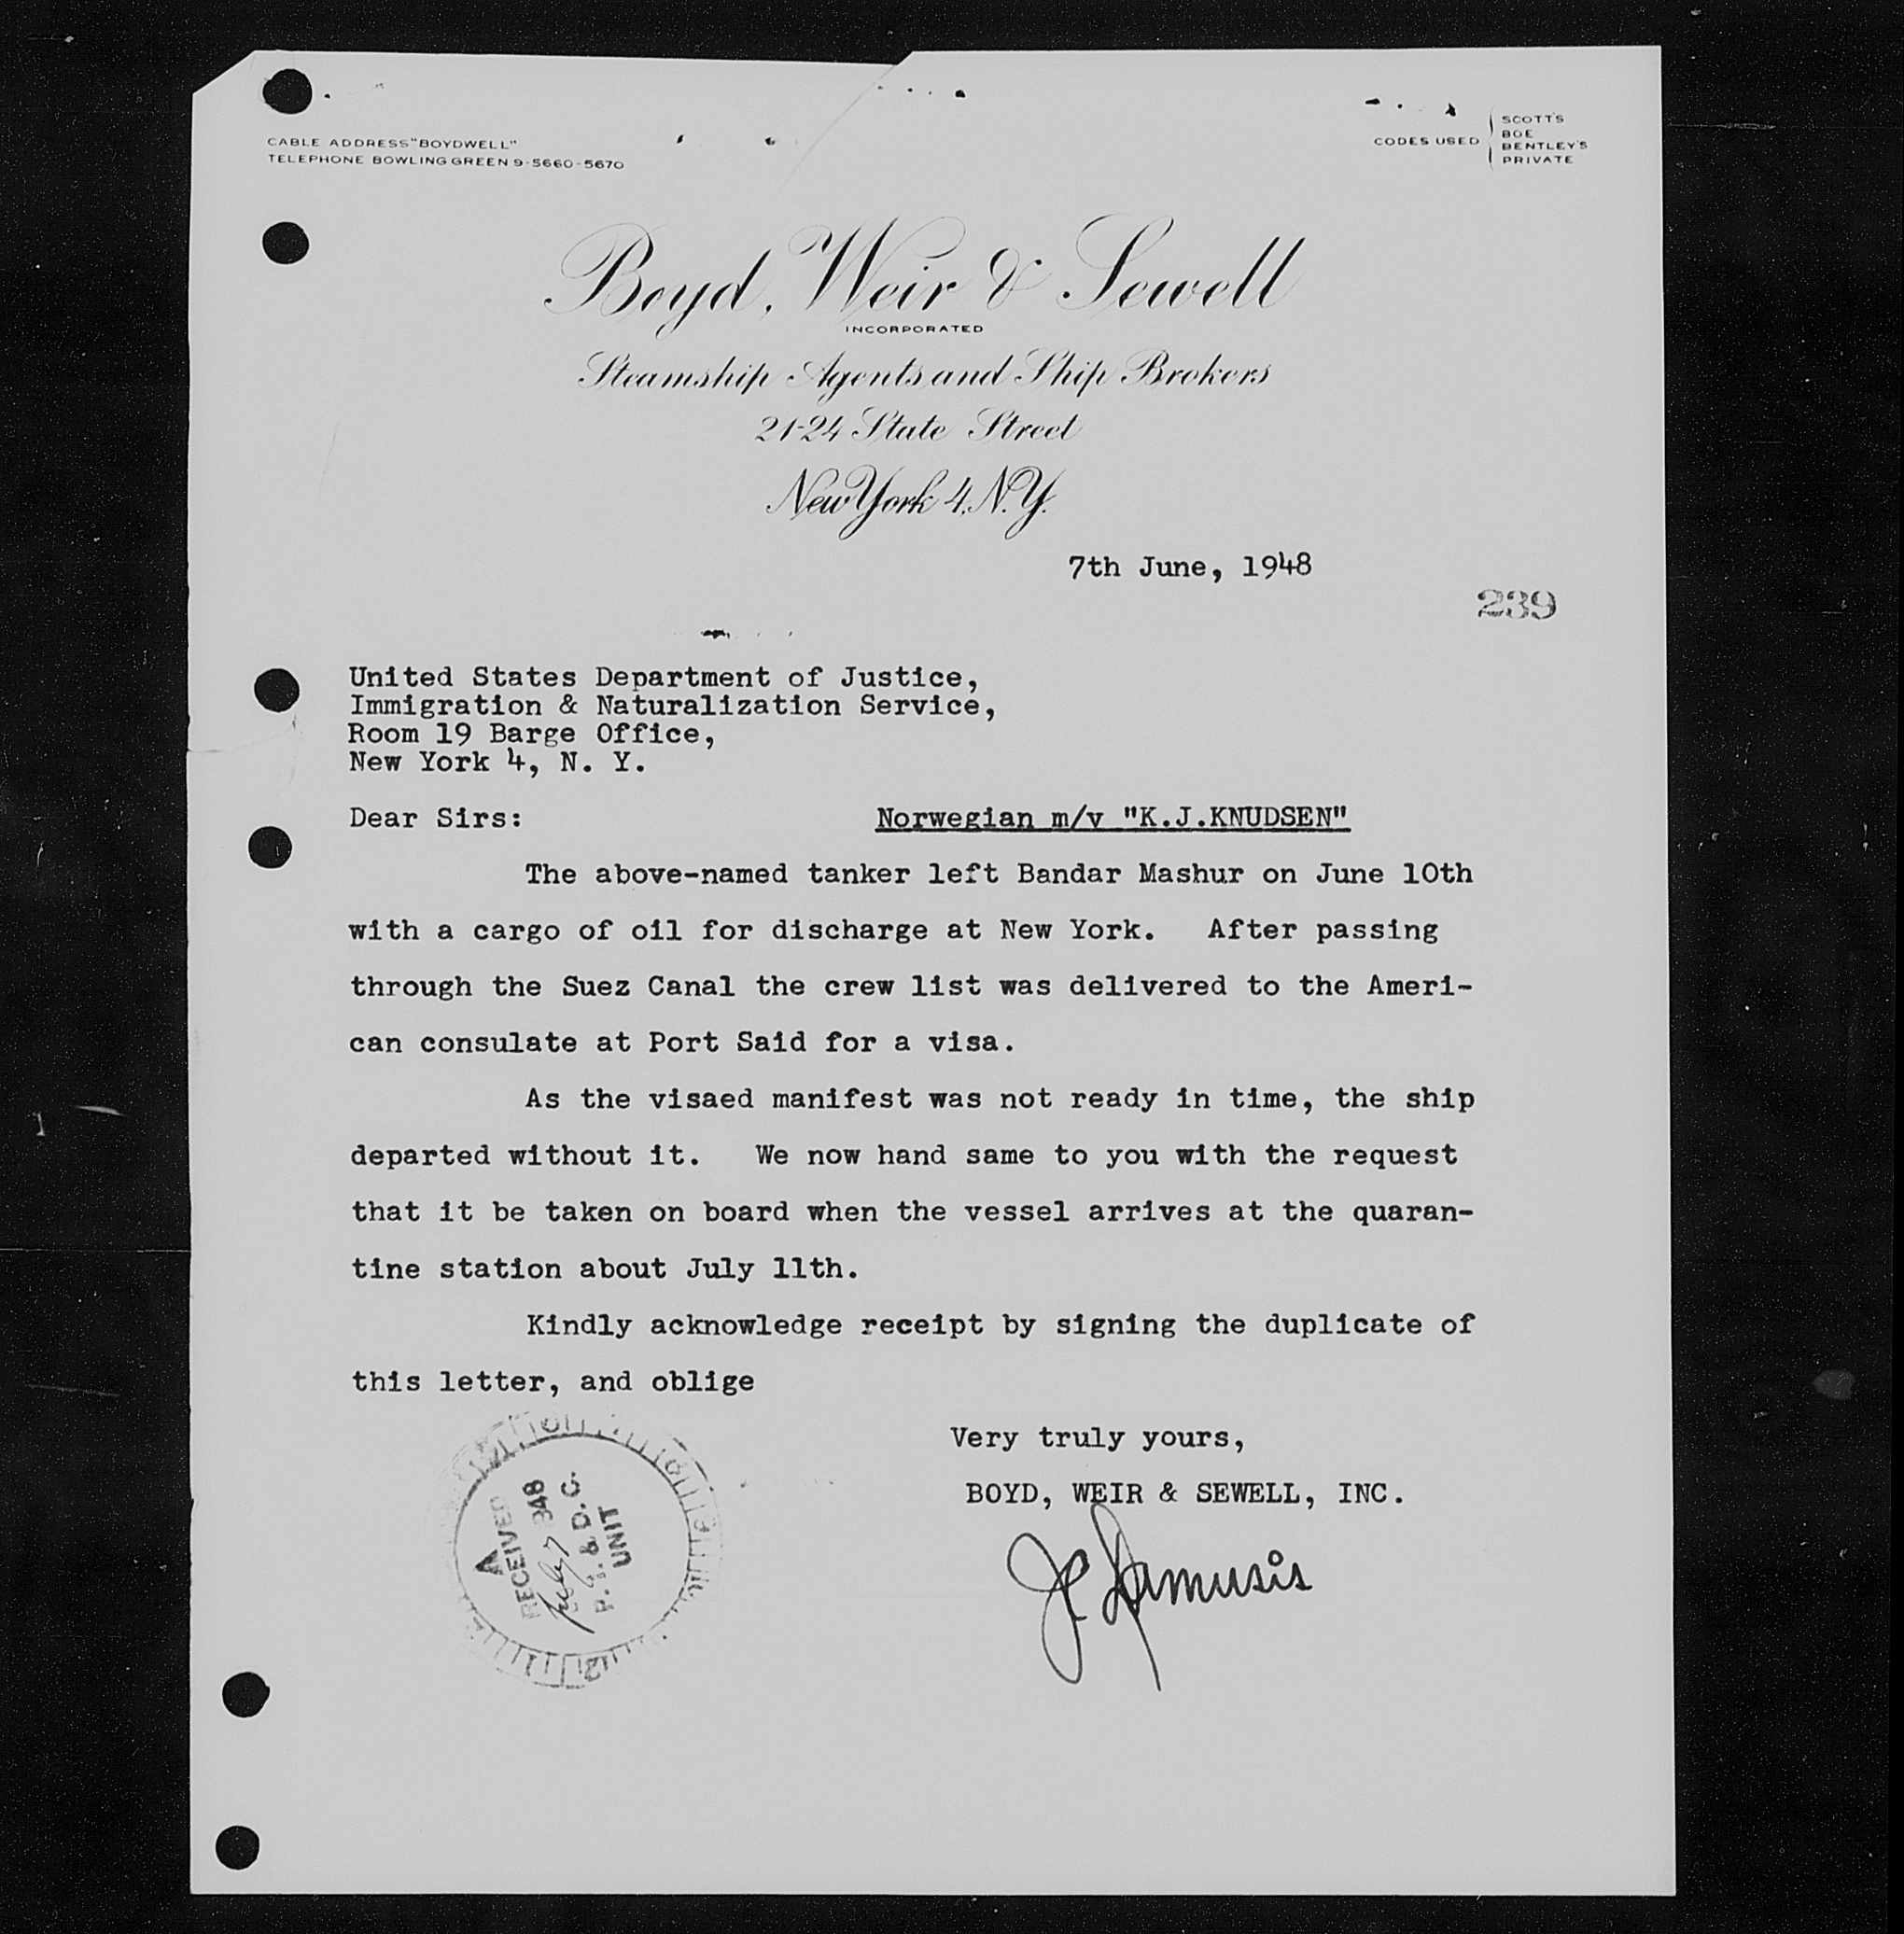 CABLE ADDRESS "BOYDWELL"
TELEPHONE BOWLING GREEN 9-5660-5670
CODES USED
SCOTT'S
BOE
BENTLEY'S
PRIVATE
Boyd, Weir & Sewell
INCORPORATED
Steamship Agents and Ship Brokers
21-24 State Street
New York 4, N.Y.
7th June, 1948
239
United States Department of Justice,
Immigration & Naturalization Service,
Room 19 Barge Office,
New York 4, N. Y.
Dear Sirs: Norwegian m/v "K.J.KNUDSEN"
The above-named tanker left Bandar Mashur on June 10th
with a cargo of oil for discharge at New York. After passing
through the Suez Canal the crew list was delivered to the Ameri-
can consulate at Port Said for a visa.
As the visaed manifest was not ready in time, the ship
departed without it. We now hand same to you with the request
that it be taken on board when the vessel arrives at the quaran-
tine station about July 11th.
Kindly acknowledge receipt by signing the duplicate of
this letter, and oblige
Very truly yours,
BOYD, WEIR & SEWELL, INC.
A
RECEIVED
July 7 948
& D. C.
UNIT